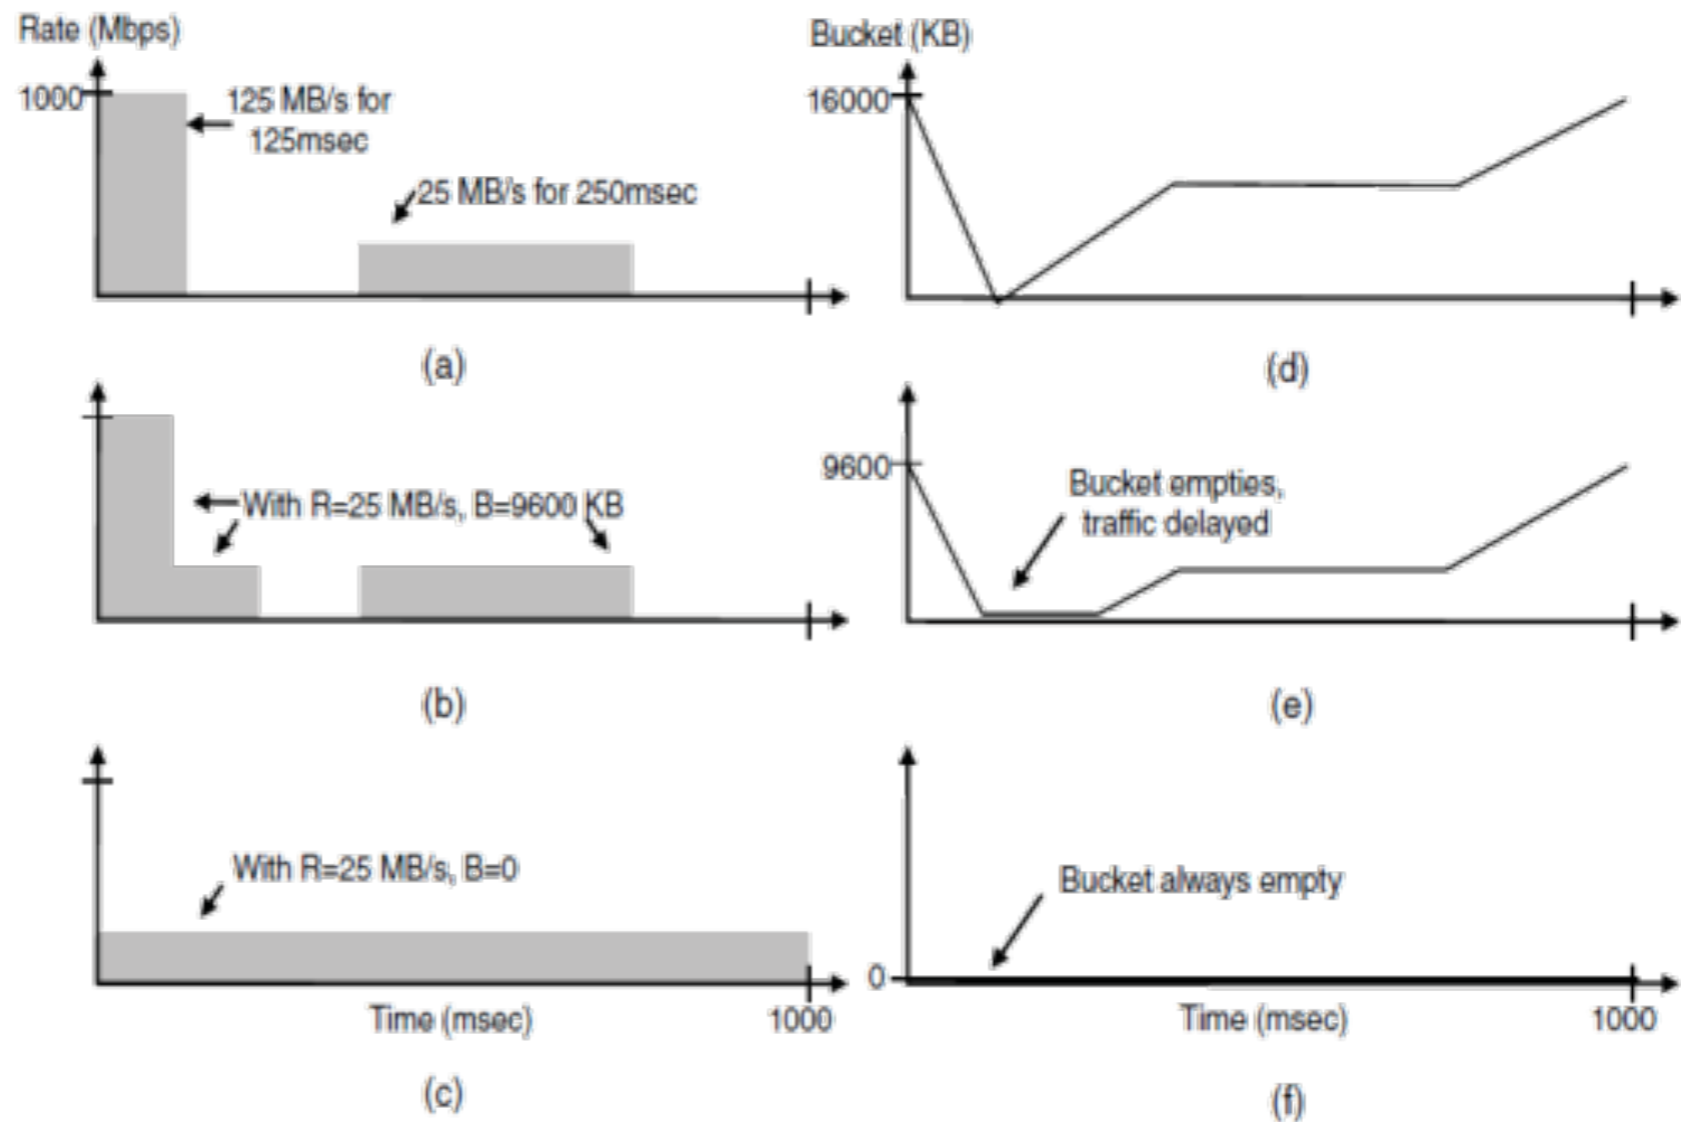 Rate (Mbps)
1000
125 MB/s for
125msec
25 MB/s for 250msec
(a)
Bucket (KB)
16000
(d)
With R=25 MB/s, B=9600 KB
(b)
9600
Bucket empties,
traffic delayed
(e)
With R=25 MB/s, B=0
Time (msec)
1000
(c)
Bucket always empty
0
Time (msec)
1000
(f)